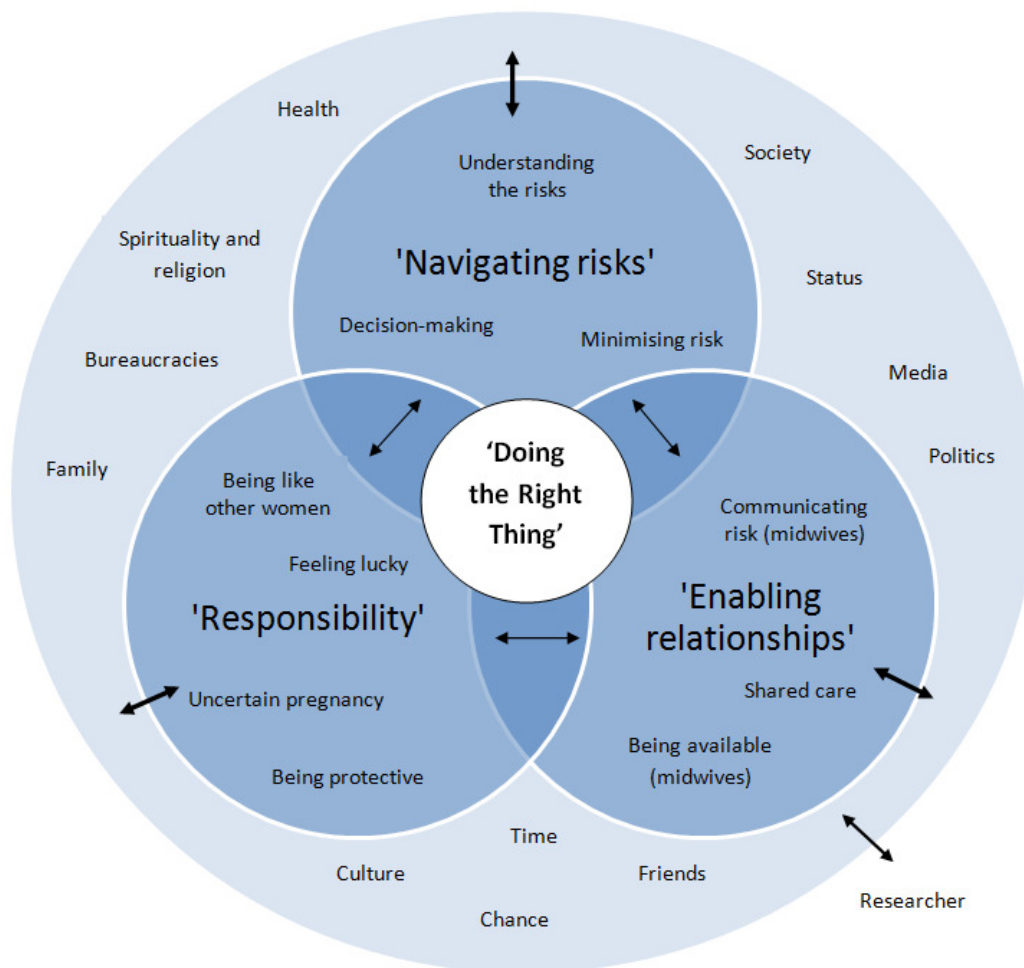 Health
Society
Understanding
the risks
Spirituality and
religion
'Navigating risks'
Status
Decision-making
Minimising risk
Bureaucracies
Media
Family
Politics
'Doing
the Right
Thing'
Being like
other women
Feeling lucky
'Responsibility'
Uncertain pregnancy
Being protective
Communicating
risk (midwives)
'Enabling
relationships'
Shared care
Being available
(midwives)
Time
Culture
Friends
Chance
Researcher